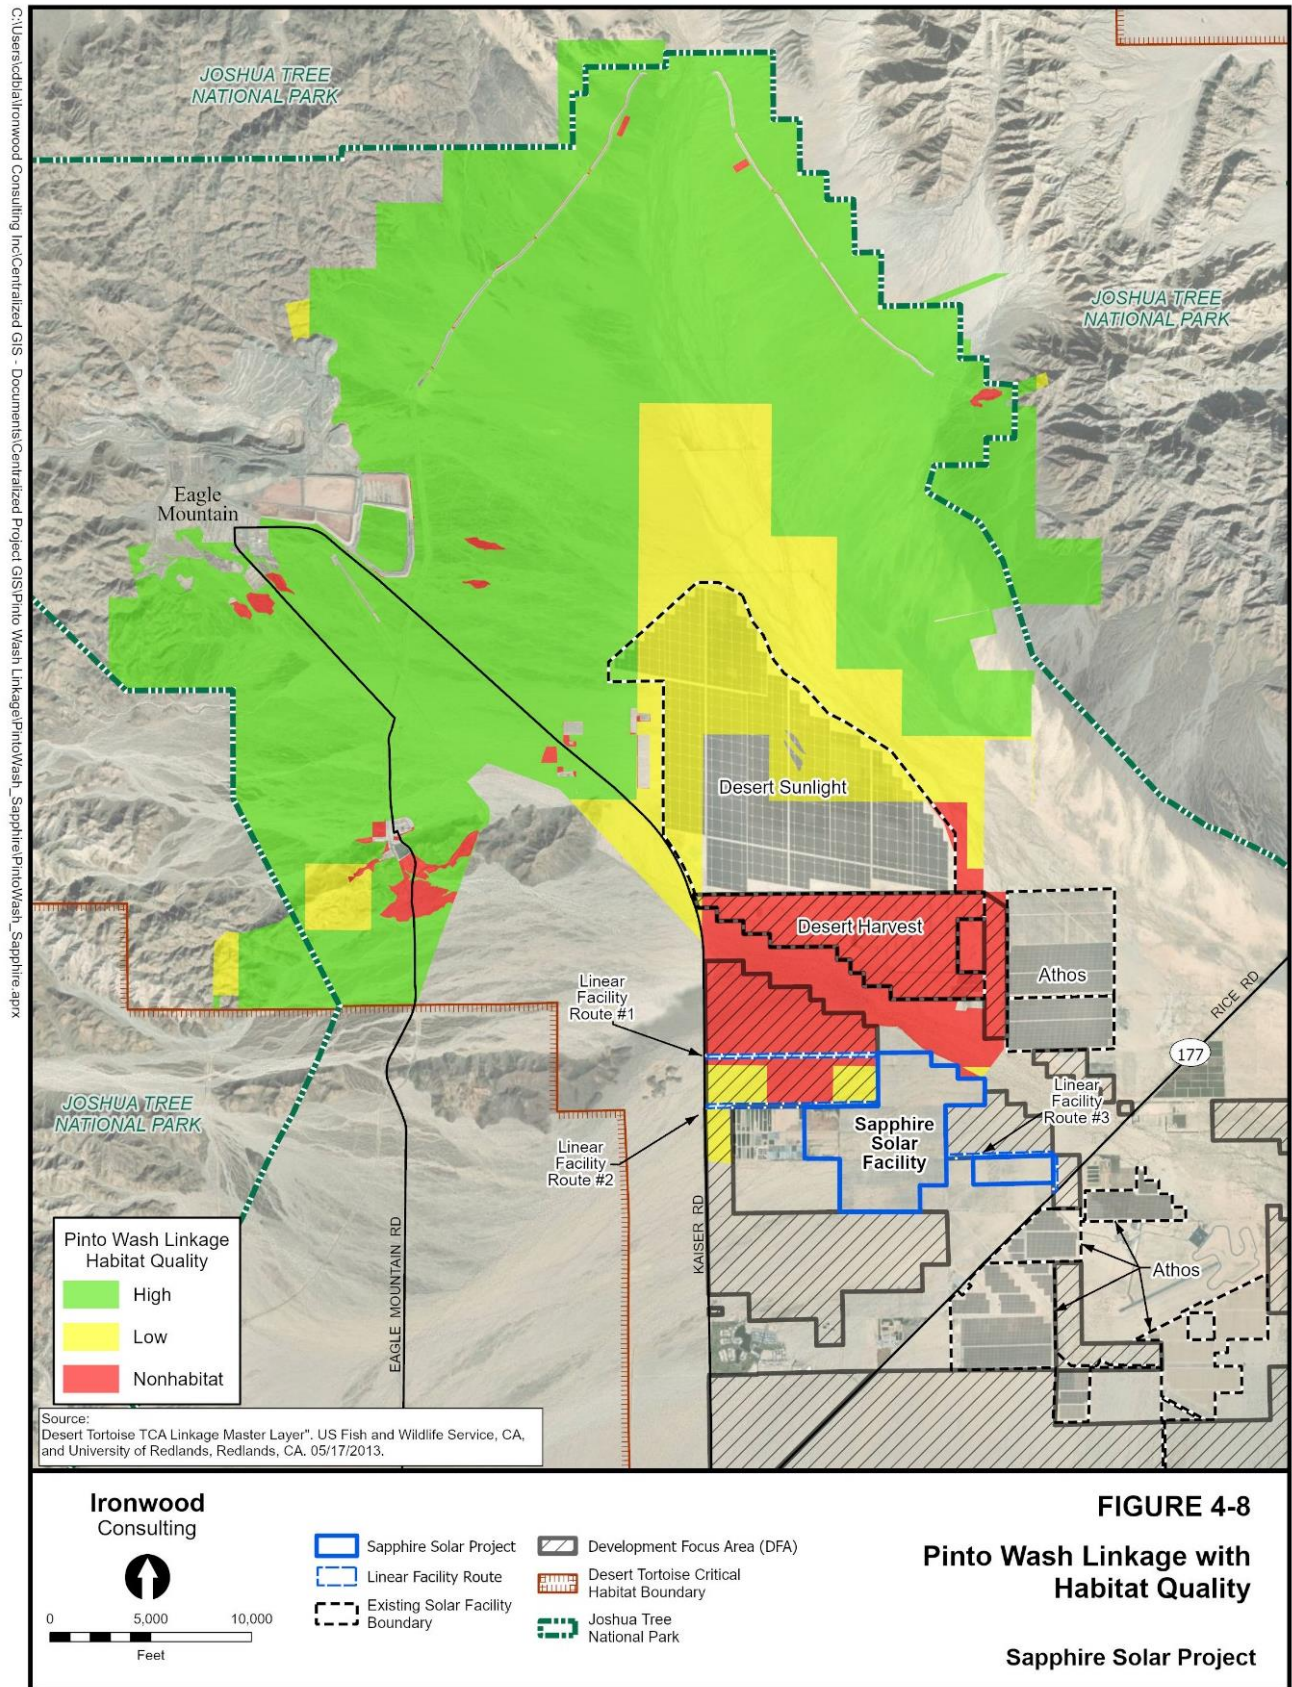 C:\Users\cdbla\Ironwood Consulting Inc\Centralized GIS - Documents\Centralized Project GIS\Pinto Wash Linkage\PintoWash_Sapphire\PintoWash_Sapphire.aprx
JOSHUA TREE
NATIONAL PARK
JOSHUA TREE
NATIONAL PARK
Eagle
Mountain
Desert Sunlight
Desert Harvest
Athos
Linear
Facility
Route #1
RICE RD
177
JOSHUA TREE
NATIONAL PARK
Linear
Facility
Route #3
Sapphire
Solar
Facility
Linear
Facility
Route #2
KAISER RD
EAGLE MOUNTAIN RD
Athos
Pinto Wash Linkage
Habitat Quality
High
Low
Nonhabitat
Source:
Desert Tortoise TCA Linkage Master Layer". US Fish and Wildlife Service, CA,
and University of Redlands, Redlands, CA. 05/17/2013.
Ironwood
Consulting
0 5,000 10,000
Feet
Sapphire Solar Project
Linear Facility Route
Existing Solar Facility
Boundary
Development Focus Area (DFA)
Desert Tortoise Critical
Habitat Boundary
Joshua Tree
National Park
FIGURE 4-8
Pinto Wash Linkage with
Habitat Quality
Sapphire Solar Project